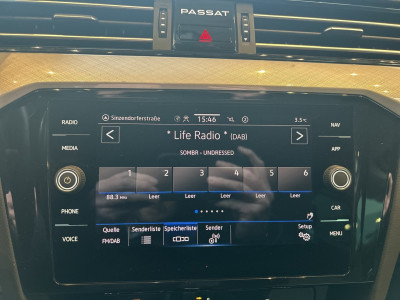 PASSAT
RADIO
MEDIA
PHONE
VOICE
Sinzendorferstraße
15:46
3.5°C
< * Life Radio * (DAB) >
SOMBR - UNDRESSED
1 2 3 4 5 6
88.3 MHz Leer Leer Leer Leer Leer
Quelle Senderliste Speicherliste Sender Setup
FM/DAB
NAV
APP
CAR
MENU